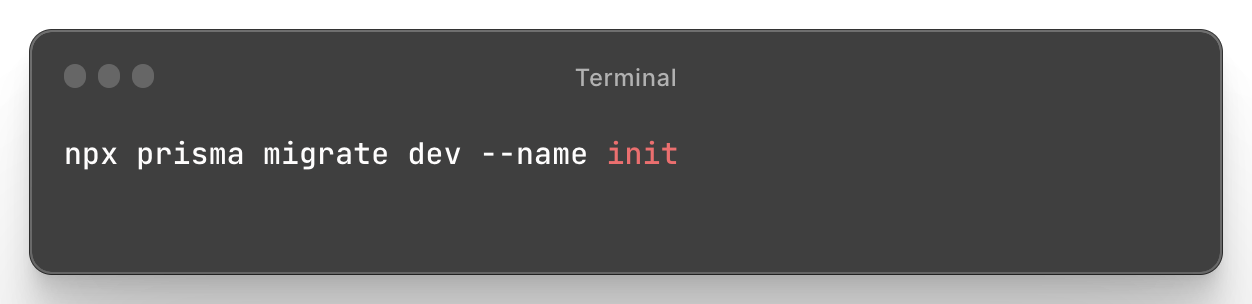 Terminal
npx prisma migrate dev --name init